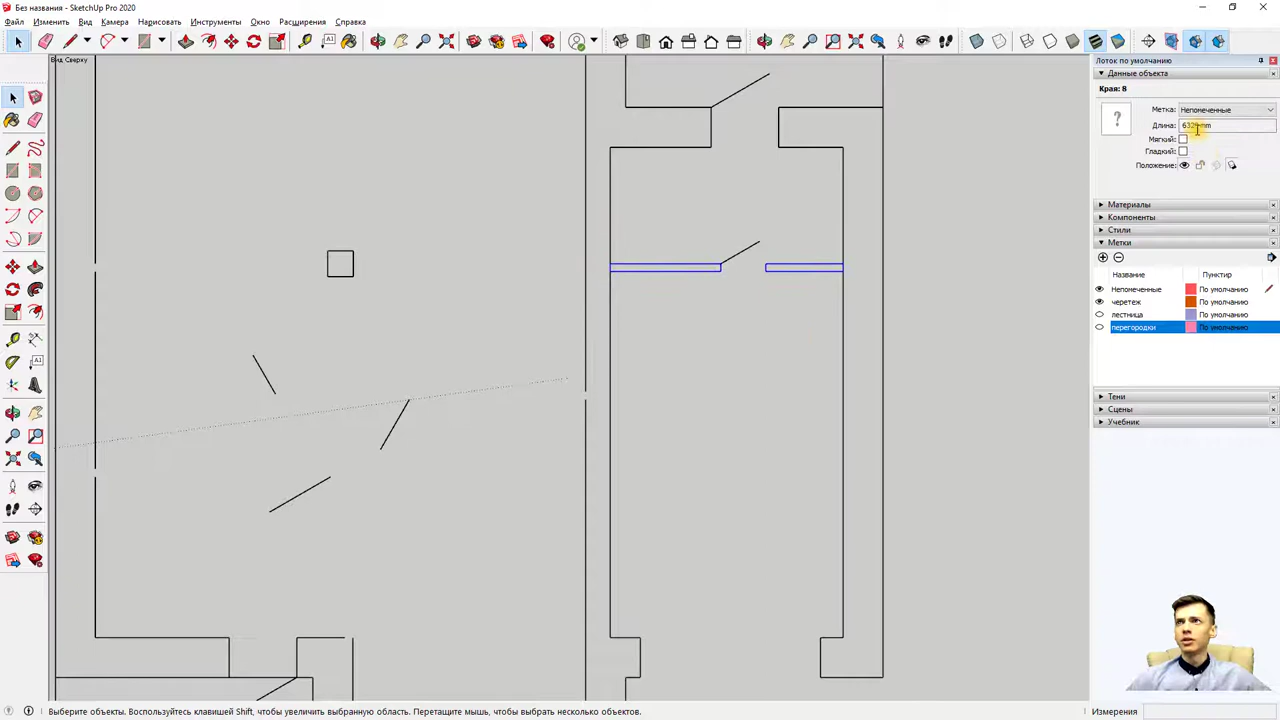 Без названия - SketchUp Pro 2020
Файл Изменить Вид Камера Нарисовать Инструменты Окно Расширения Справка
Вид Сверху
Лоток по умолчанию
Данные объекта
Края: 8
Метка: Непомеченные
Длина:
Мягкий:
Гладкий:
Положение:
Материалы
Компоненты
Стили
Метки
Название Пунктир
Непомеченные По умолчанию
черетеж По умолчанию
лестница По умолчанию
перегородки По умолчанию
Тени
Сцены
Учебник
Выберите объекты. Воспользуйтесь клавишей Shift, чтобы увеличить выбранную область. Перетащите мышь, чтобы выбрать несколько объектов.
Измерения